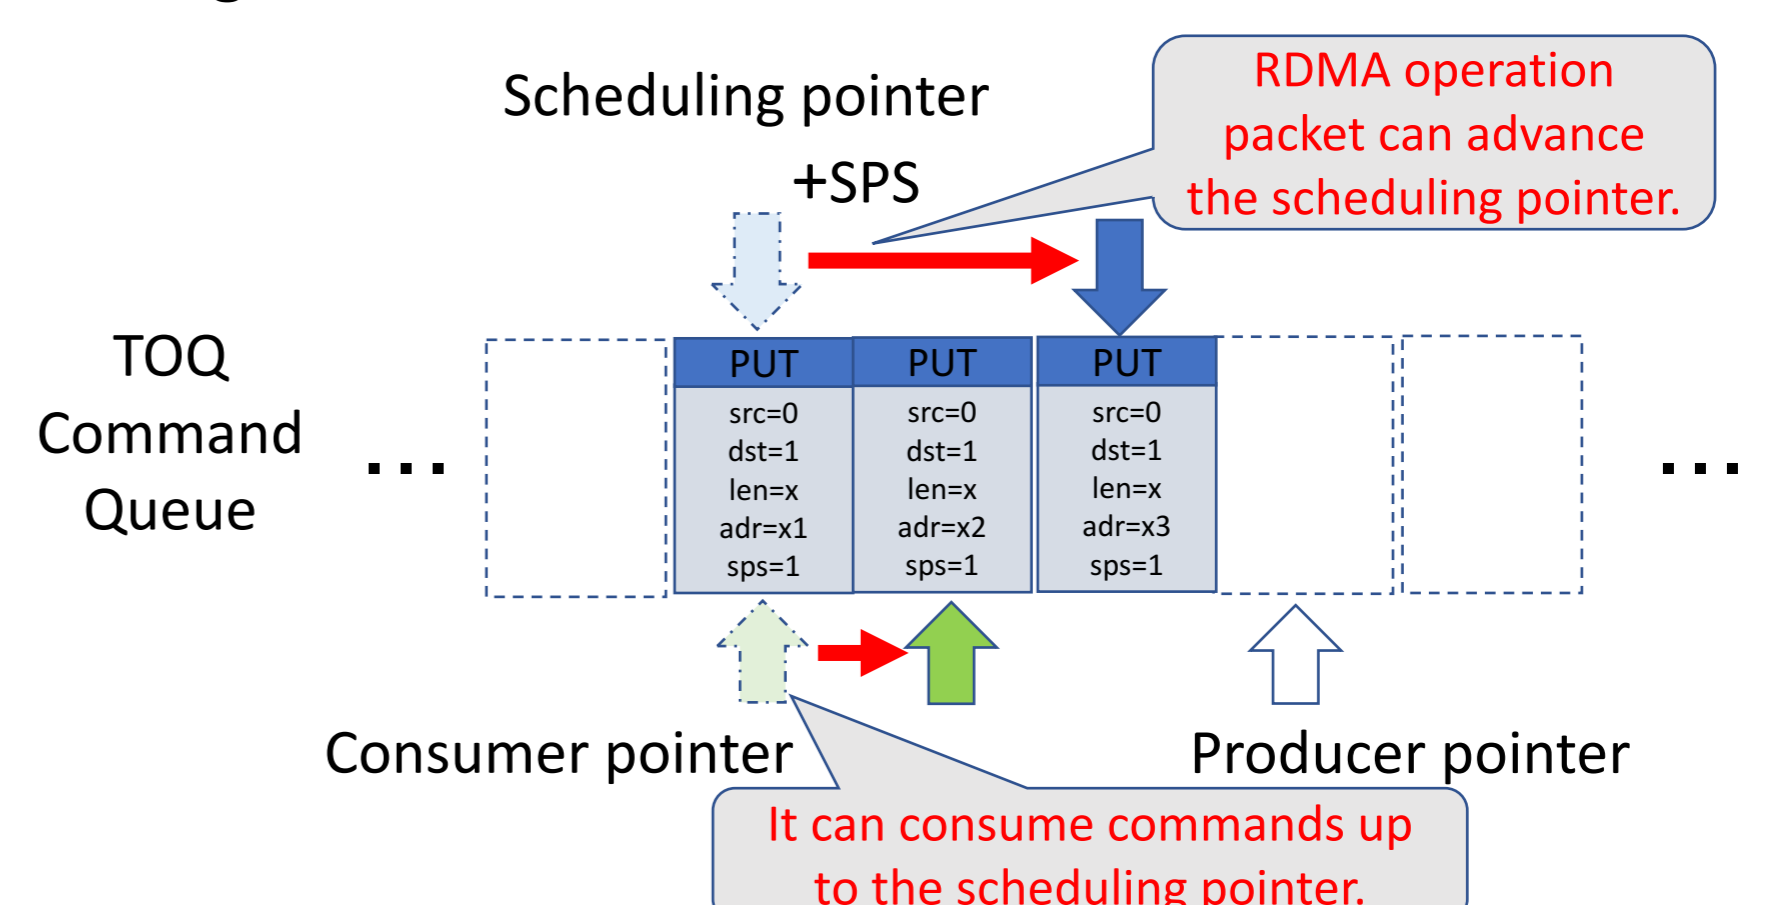 Scheduling pointer
+SPS
RDMA operation
packet can advance
the scheduling pointer.
TOQ
Command
Queue
...
PUT
src=0
dst=1
len=x
adr=x1
sps=1
PUT
src=0
dst=1
len=x
adr=x2
sps=1
PUT
src=0
dst=1
len=x
adr=x3
sps=1
...
Consumer pointer
Producer pointer
It can consume commands up
to the scheduling pointer.